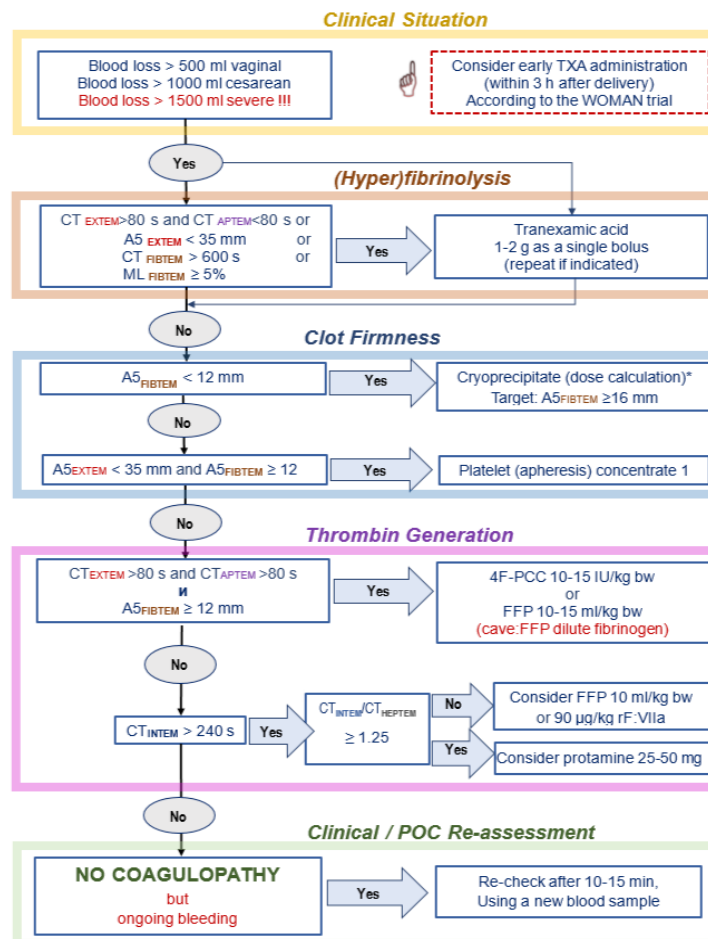 Clinical Situation
Blood loss > 500 ml vaginal
Blood loss > 1000 ml cesarean
Blood loss > 1500 ml severe !!!
Consider early TXA administration
(within 3 h after delivery)
According to the WOMAN trial
Yes
(Hyper)fibrinolysis
CT EXTEM>80 s and CT APTEM<80 s or
A5 EXTEM < 35 mm or
CT FIBTEM > 600 s or
ML FIBTEM ≥ 5%
Yes
Tranexamic acid
1-2 g as a single bolus
(repeat if indicated)
No
Clot Firmness
A5FIBTEM < 12 mm
Yes
Cryoprecipitate (dose calculation)*
Target: A5FIBTEM ≥16 mm
No
A5EXTEM < 35 mm and A5FIBTEM ≥ 12
Yes
Platelet (apheresis) concentrate 1
No
Thrombin Generation
CTEXTEM>80 s and CTAPTEM>80 s
и
A5FIBTEM ≥ 12 mm
Yes
4F-PCC 10-15 IU/kg bw
or
FFP 10-15 ml/kg bw
(cave:FFP dilute fibrinogen)
No
CTINTEM > 240 s
Yes
CTINTEM/CTHEPTEM
≥ 1.25
No
Consider FFP 10 ml/kg bw
or 90 µg/kg rF:VIIa
Yes
Consider protamine 25-50 mg
No
Clinical / POC Re-assessment
NO COAGULOPATHY
but
ongoing bleeding
Yes
Re-check after 10-15 min,
Using a new blood sample